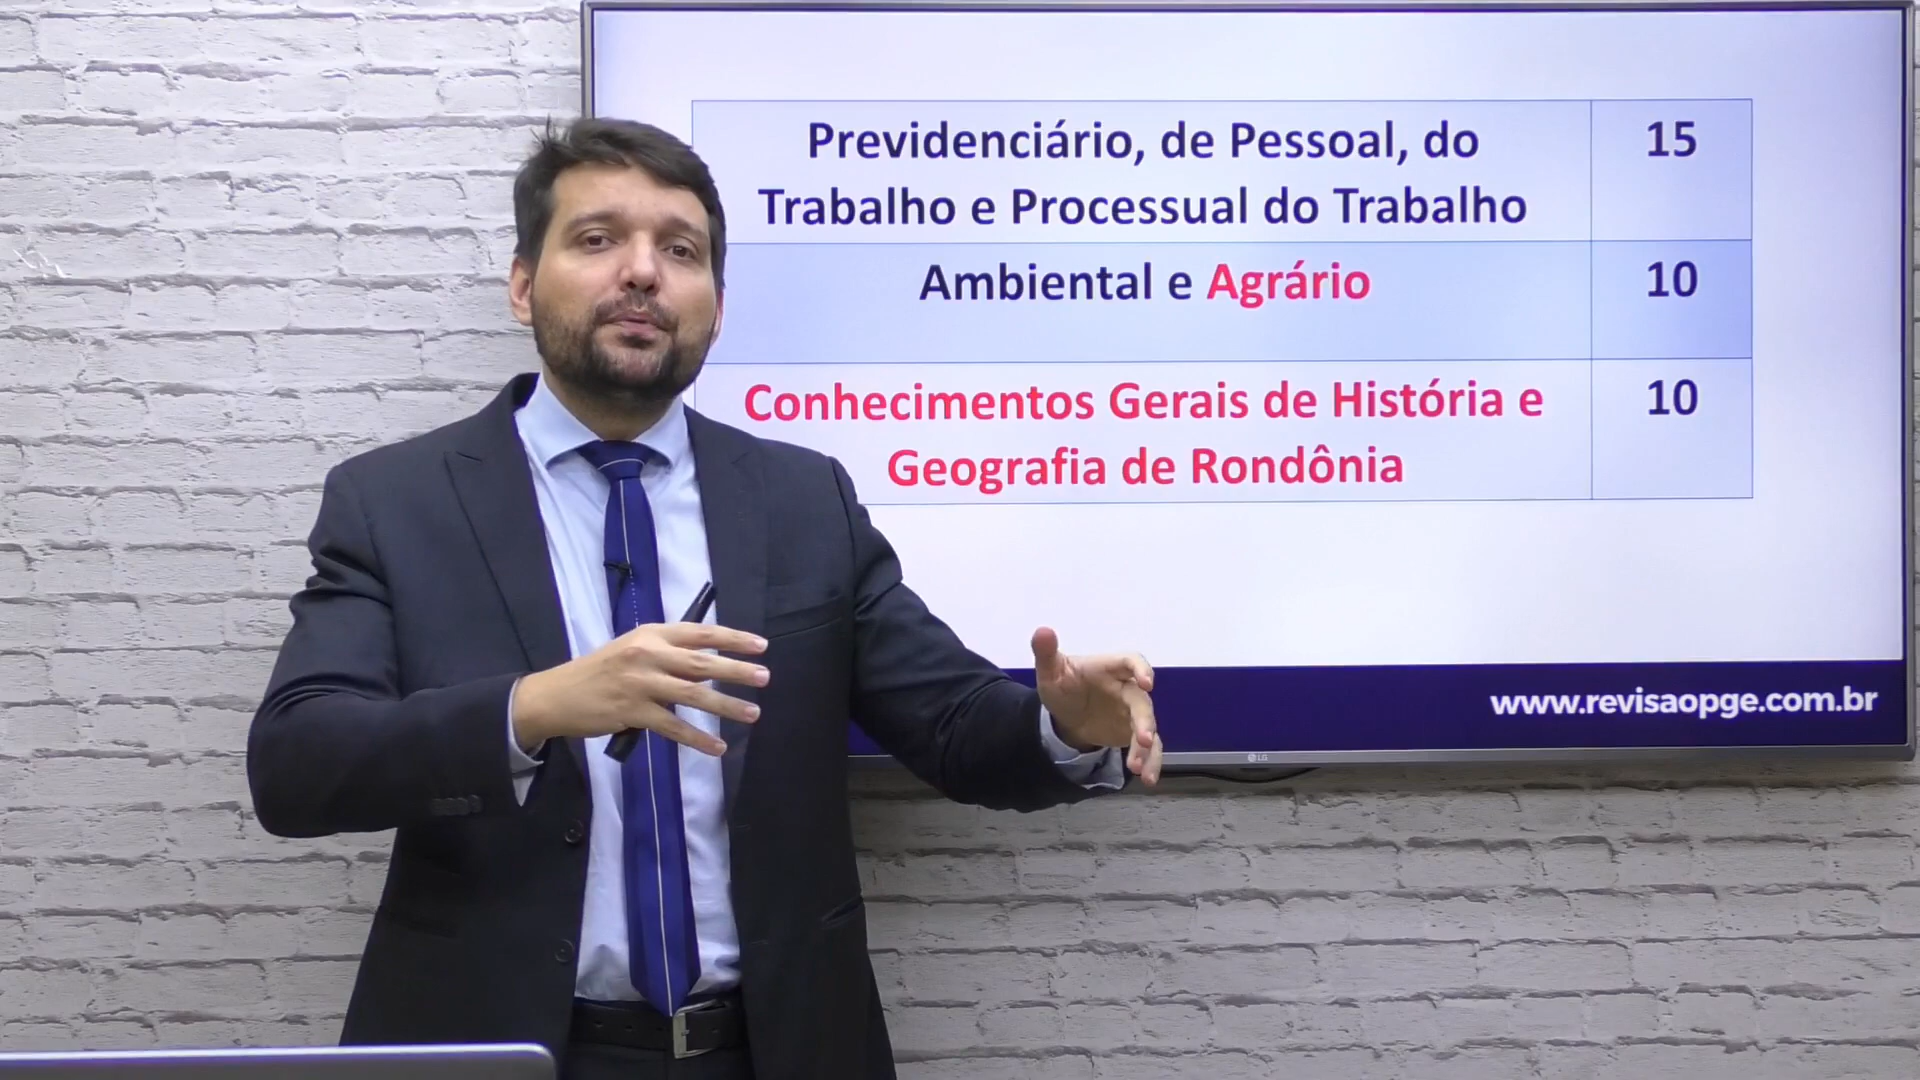 Previdenciário, de Pessoal, do
Trabalho e Processual do Trabalho
15
Ambiental e Agrário
10
Conhecimentos Gerais de História e
Geografia de Rondônia
10
www.revisaopge.com.br
LG